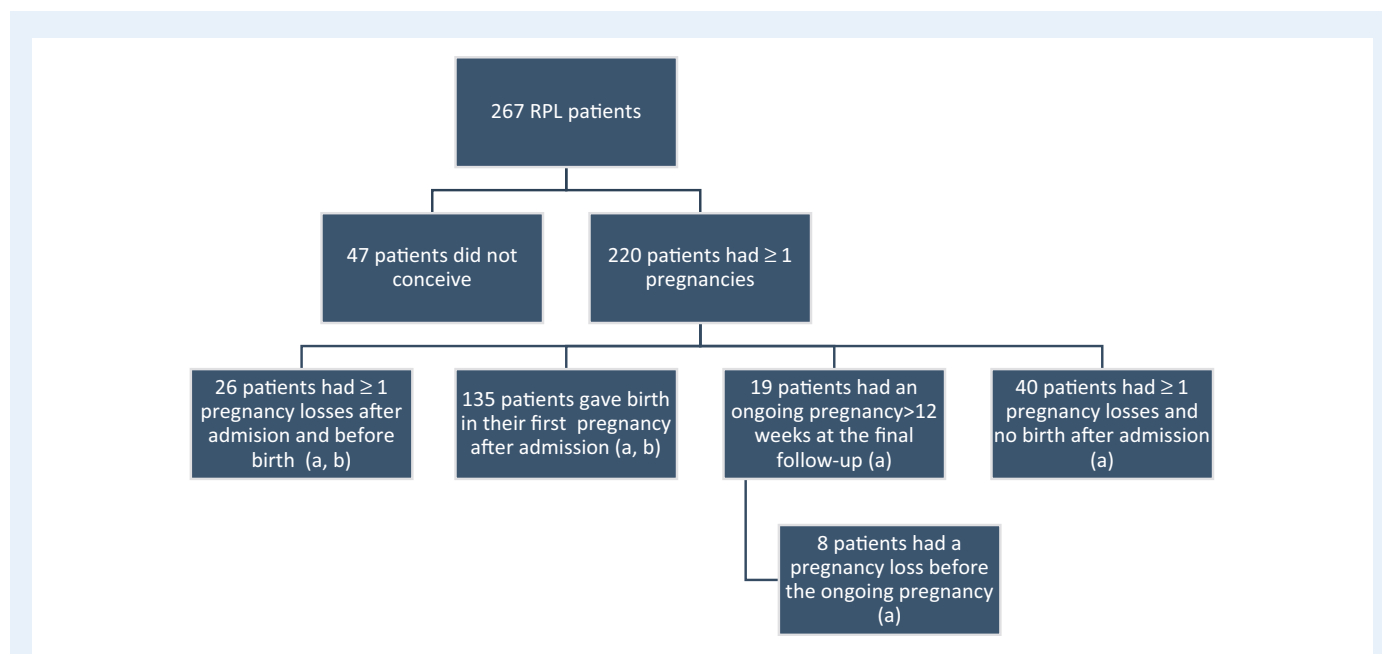 267 RPL patients
47 patients did not
conceive
220 patients had ≥ 1
pregnancies
26 patients had ≥ 1
pregnancy losses after
admision and before
birth (a, b)
135 patients gave birth
in their first pregnancy
after admission (a, b)
19 patients had an
ongoing pregnancy>12
weeks at the final
follow-up (a)
40 patients had ≥ 1
pregnancy losses and
no birth after admission
(a)
8 patients had a
pregnancy loss before
the ongoing pregnancy
(a)